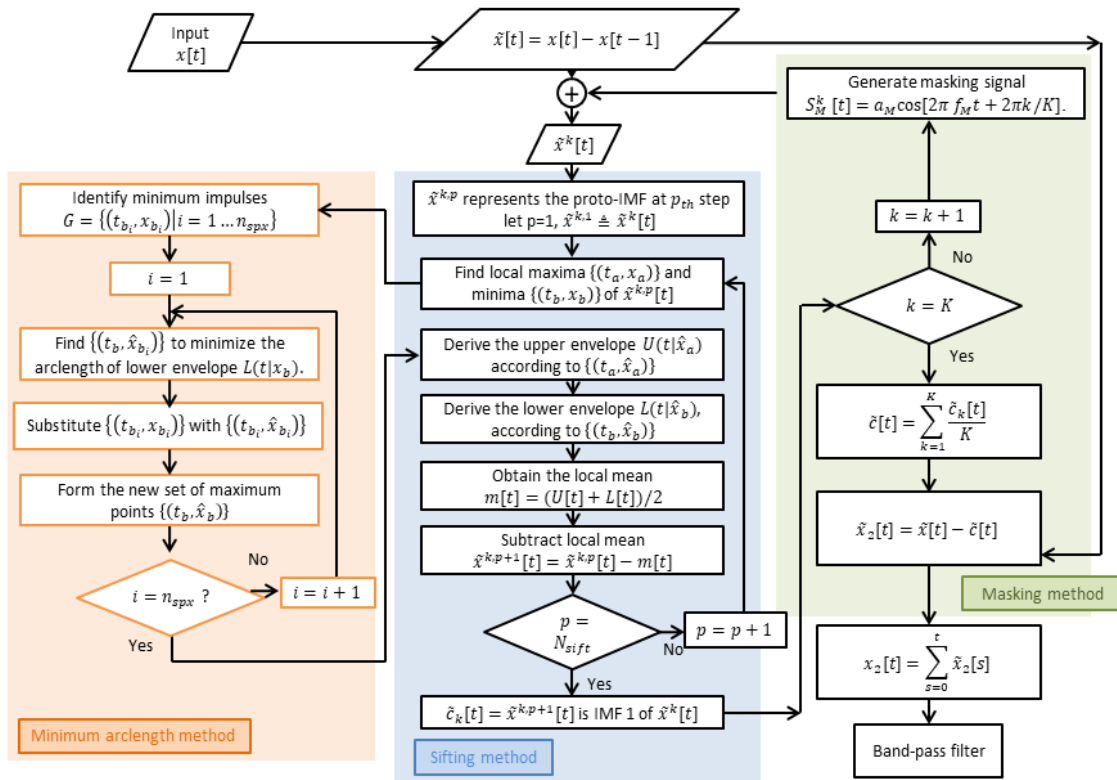 Input
x[t]
x̃[t] = x[t] − x[t − 1]
+
x̃ᵏ[t]
Generate masking signal
S_M^k [t] = a_M cos[2π f_M t + 2πk/K].
k = k + 1
No
k = K
Yes
c̃[t] = ∑_{k=1}^{K} c̃_k[t]/K
x̃₂[t] = x̃[t] − c̃[t]
Masking method
x₂[t] = ∑_{s=0}^{t} x̃₂[s]
Band-pass filter
Identify minimum impulses
G = {(t_{b_i}, x_{b_i})|i = 1 … n_{spx}}
i = 1
Find {(t_b, x̂_{b_i})} to minimize the
arclength of lower envelope L(t|x_b).
Substitute {(t_{b_i}, x_{b_i})} with {(t_{b_i}, x̂_{b_i})}
Form the new set of maximum
points {(t_b, x̂_b)}
No
i = n_{spx} ?
i = i + 1
Yes
Minimum arclength method
x̃^{k,p} represents the proto-IMF at p_{th} step
let p=1, x̃^{k,1} ≜ x̃ᵏ[t]
Find local maxima {(t_a, x_a)} and
minima {(t_b, x_b)} of x̃^{k,p}[t]
Derive the upper envelope U(t|x̂_a)
according to {(t_a, x̂_a)}
Derive the lower envelope L(t|x̂_b),
according to {(t_b, x̂_b)}
Obtain the local mean
m[t] = (U[t] + L[t])/2
Subtract local mean
x̃^{k,p+1}[t] = x̃^{k,p}[t] − m[t]
p =
N_{sift}
No
p = p + 1
Yes
c̃_k[t] = x̃^{k,p+1}[t] is IMF 1 of x̃ᵏ[t]
Sifting method